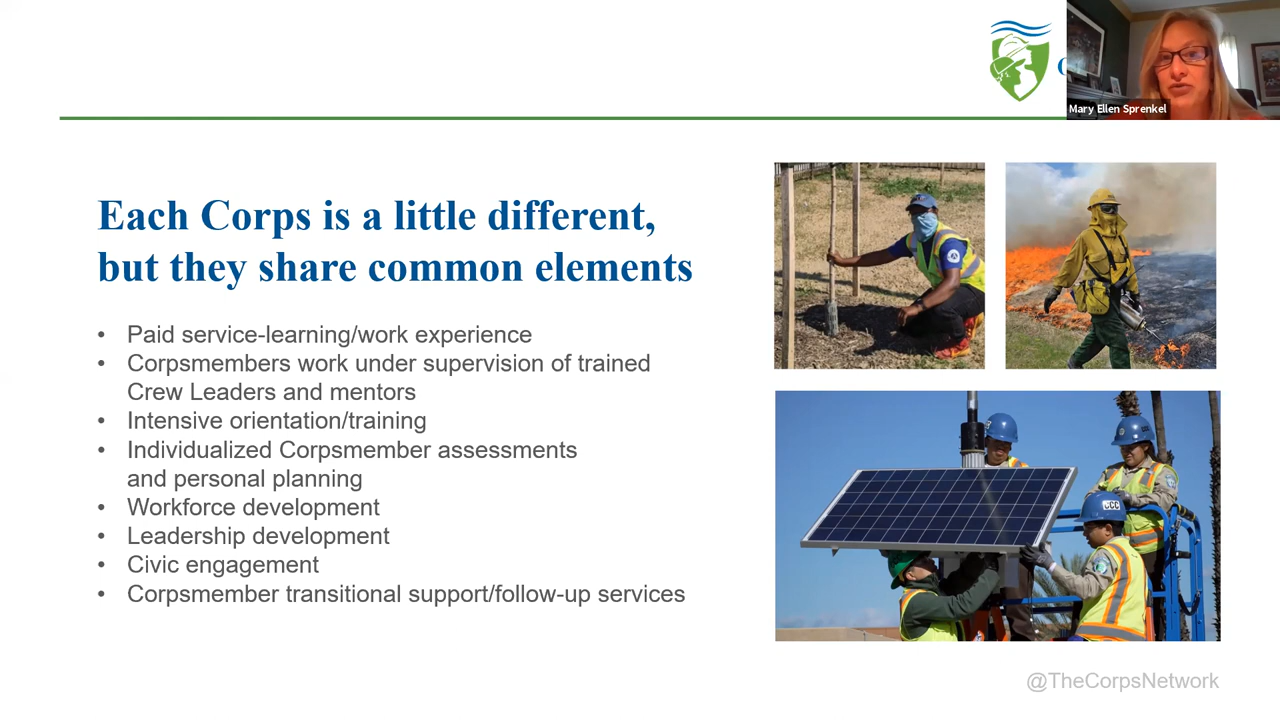 Mary Ellen Sprenkel
Each Corps is a little different,
but they share common elements
• Paid service-learning/work experience
• Corpsmembers work under supervision of trained
Crew Leaders and mentors
• Intensive orientation/training
• Individualized Corpsmember assessments
and personal planning
• Workforce development
• Leadership development
• Civic engagement
• Corpsmember transitional support/follow-up services
@TheCorpsNetwork